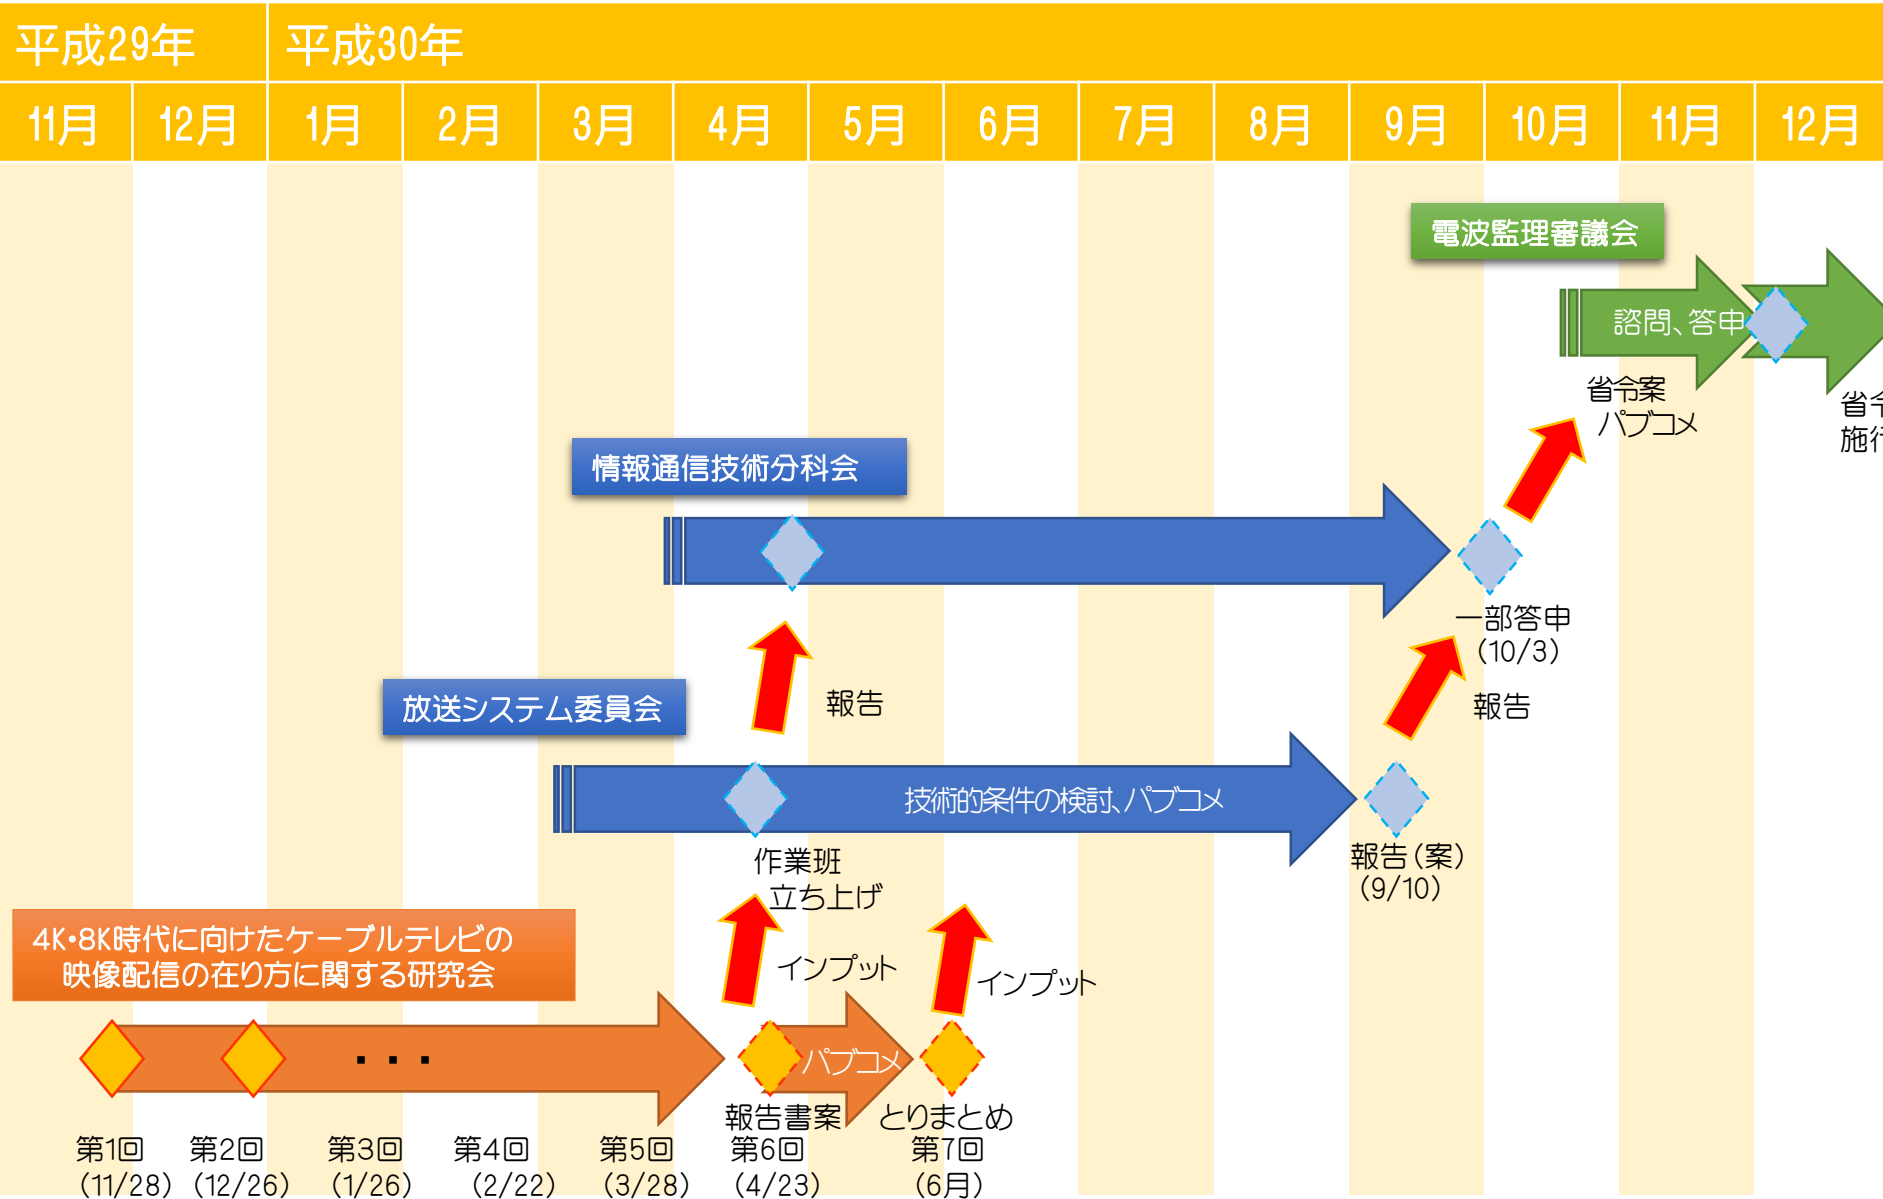 平成29年
平成30年
11月
12月
1月
2月
3月
4月
5月
6月
7月
8月
9月
10月
11月
12月
電波監理審議会
諮問、答申
省令案
パブコメ
省令
施行
情報通信技術分科会
一部答申
(10/3)
報告
報告
放送システム委員会
技術的条件の検討、パブコメ
作業班
立ち上げ
報告(案)
(9/10)
インプット
インプット
4K・8K時代に向けたケーブルテレビの
映像配信の在り方に関する研究会
・・・
パブコメ
報告書案
とりまとめ
第1回
(11/28)
第2回
(12/26)
第3回
(1/26)
第4回
(2/22)
第5回
(3/28)
第6回
(4/23)
第7回
(6月)